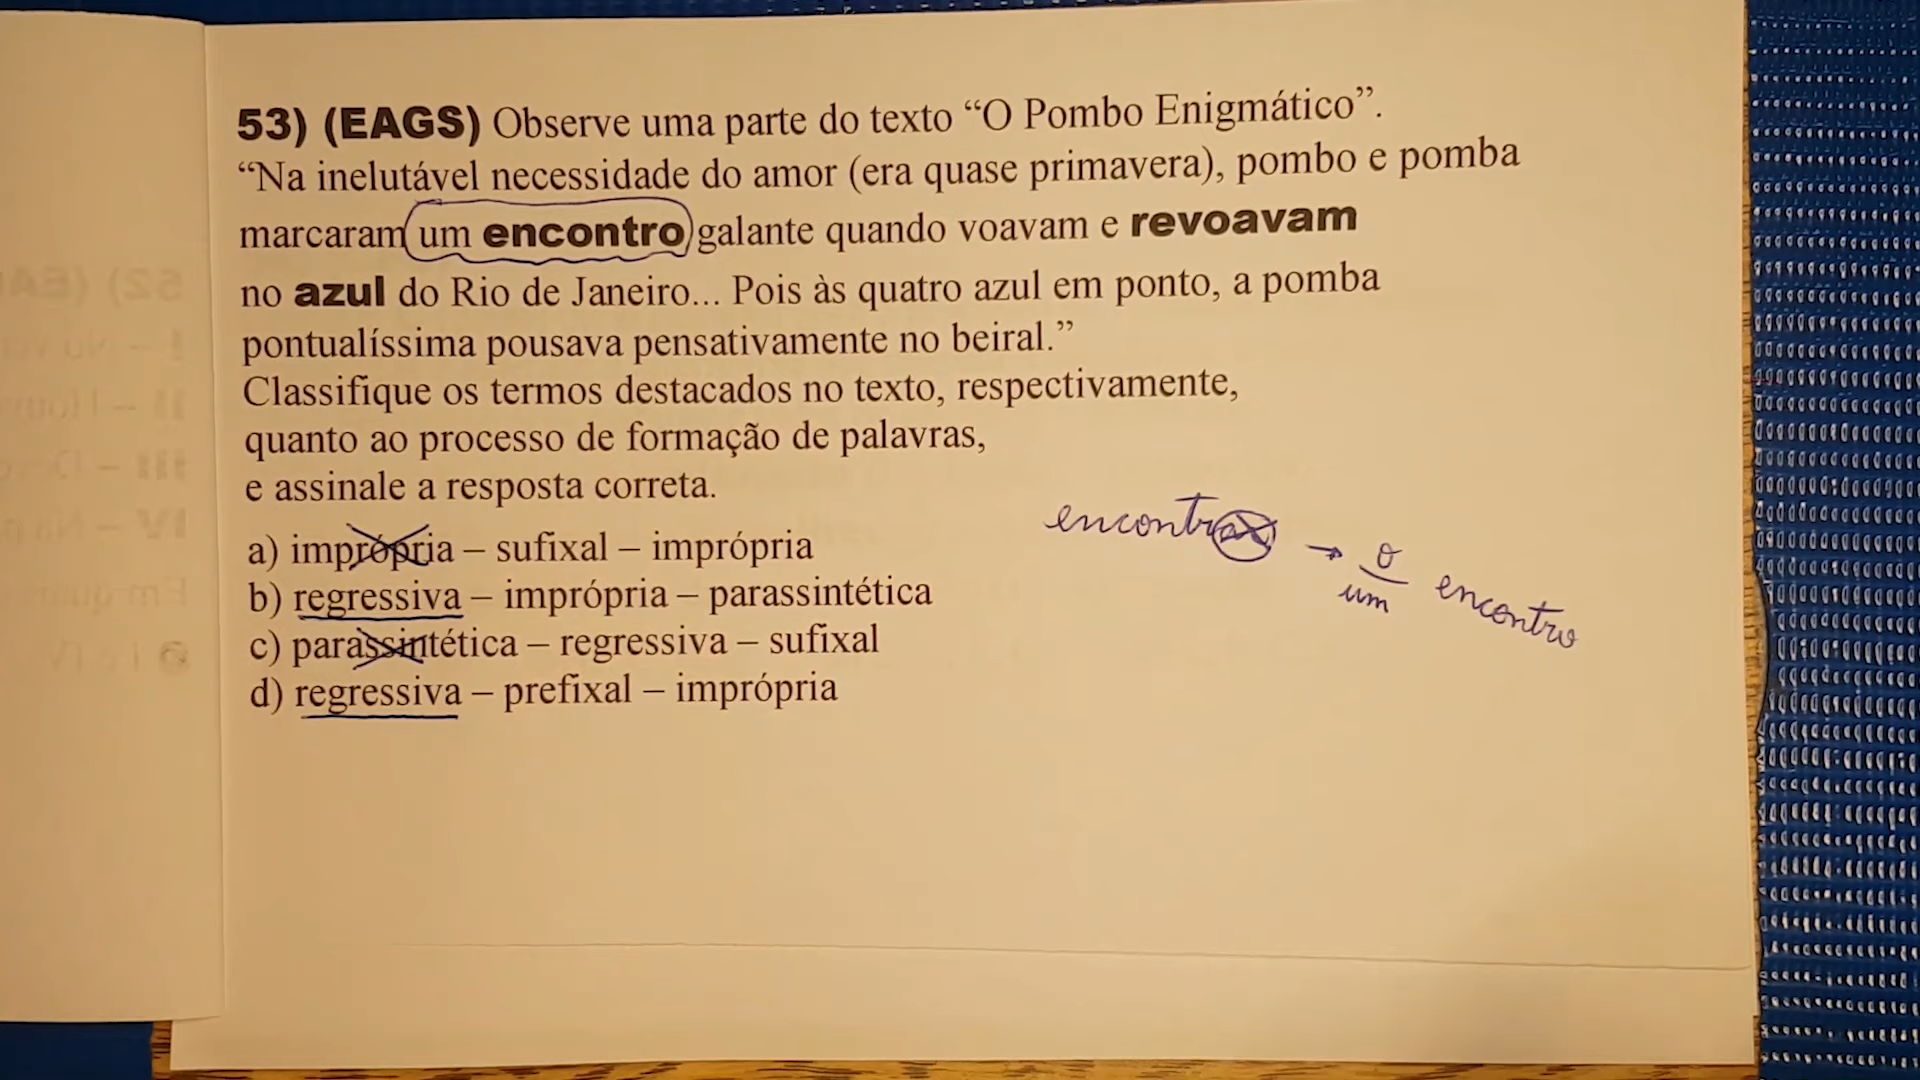 53) (EAGS) Observe uma parte do texto “O Pombo Enigmático”.
“Na inelutável necessidade do amor (era quase primavera), pombo e pomba
marcaram um encontro galante quando voavam e revoavam
no azul do Rio de Janeiro... Pois às quatro azul em ponto, a pomba
pontualíssima pousava pensativamente no beiral.”
Classifique os termos destacados no texto, respectivamente,
quanto ao processo de formação de palavras,
e assinale a resposta correta.
a) imprópria – sufixal – imprópria
b) regressiva – imprópria – parassintética
c) parassintética – regressiva – sufixal
d) regressiva – prefixal – imprópria
encontrar → o
um encontro